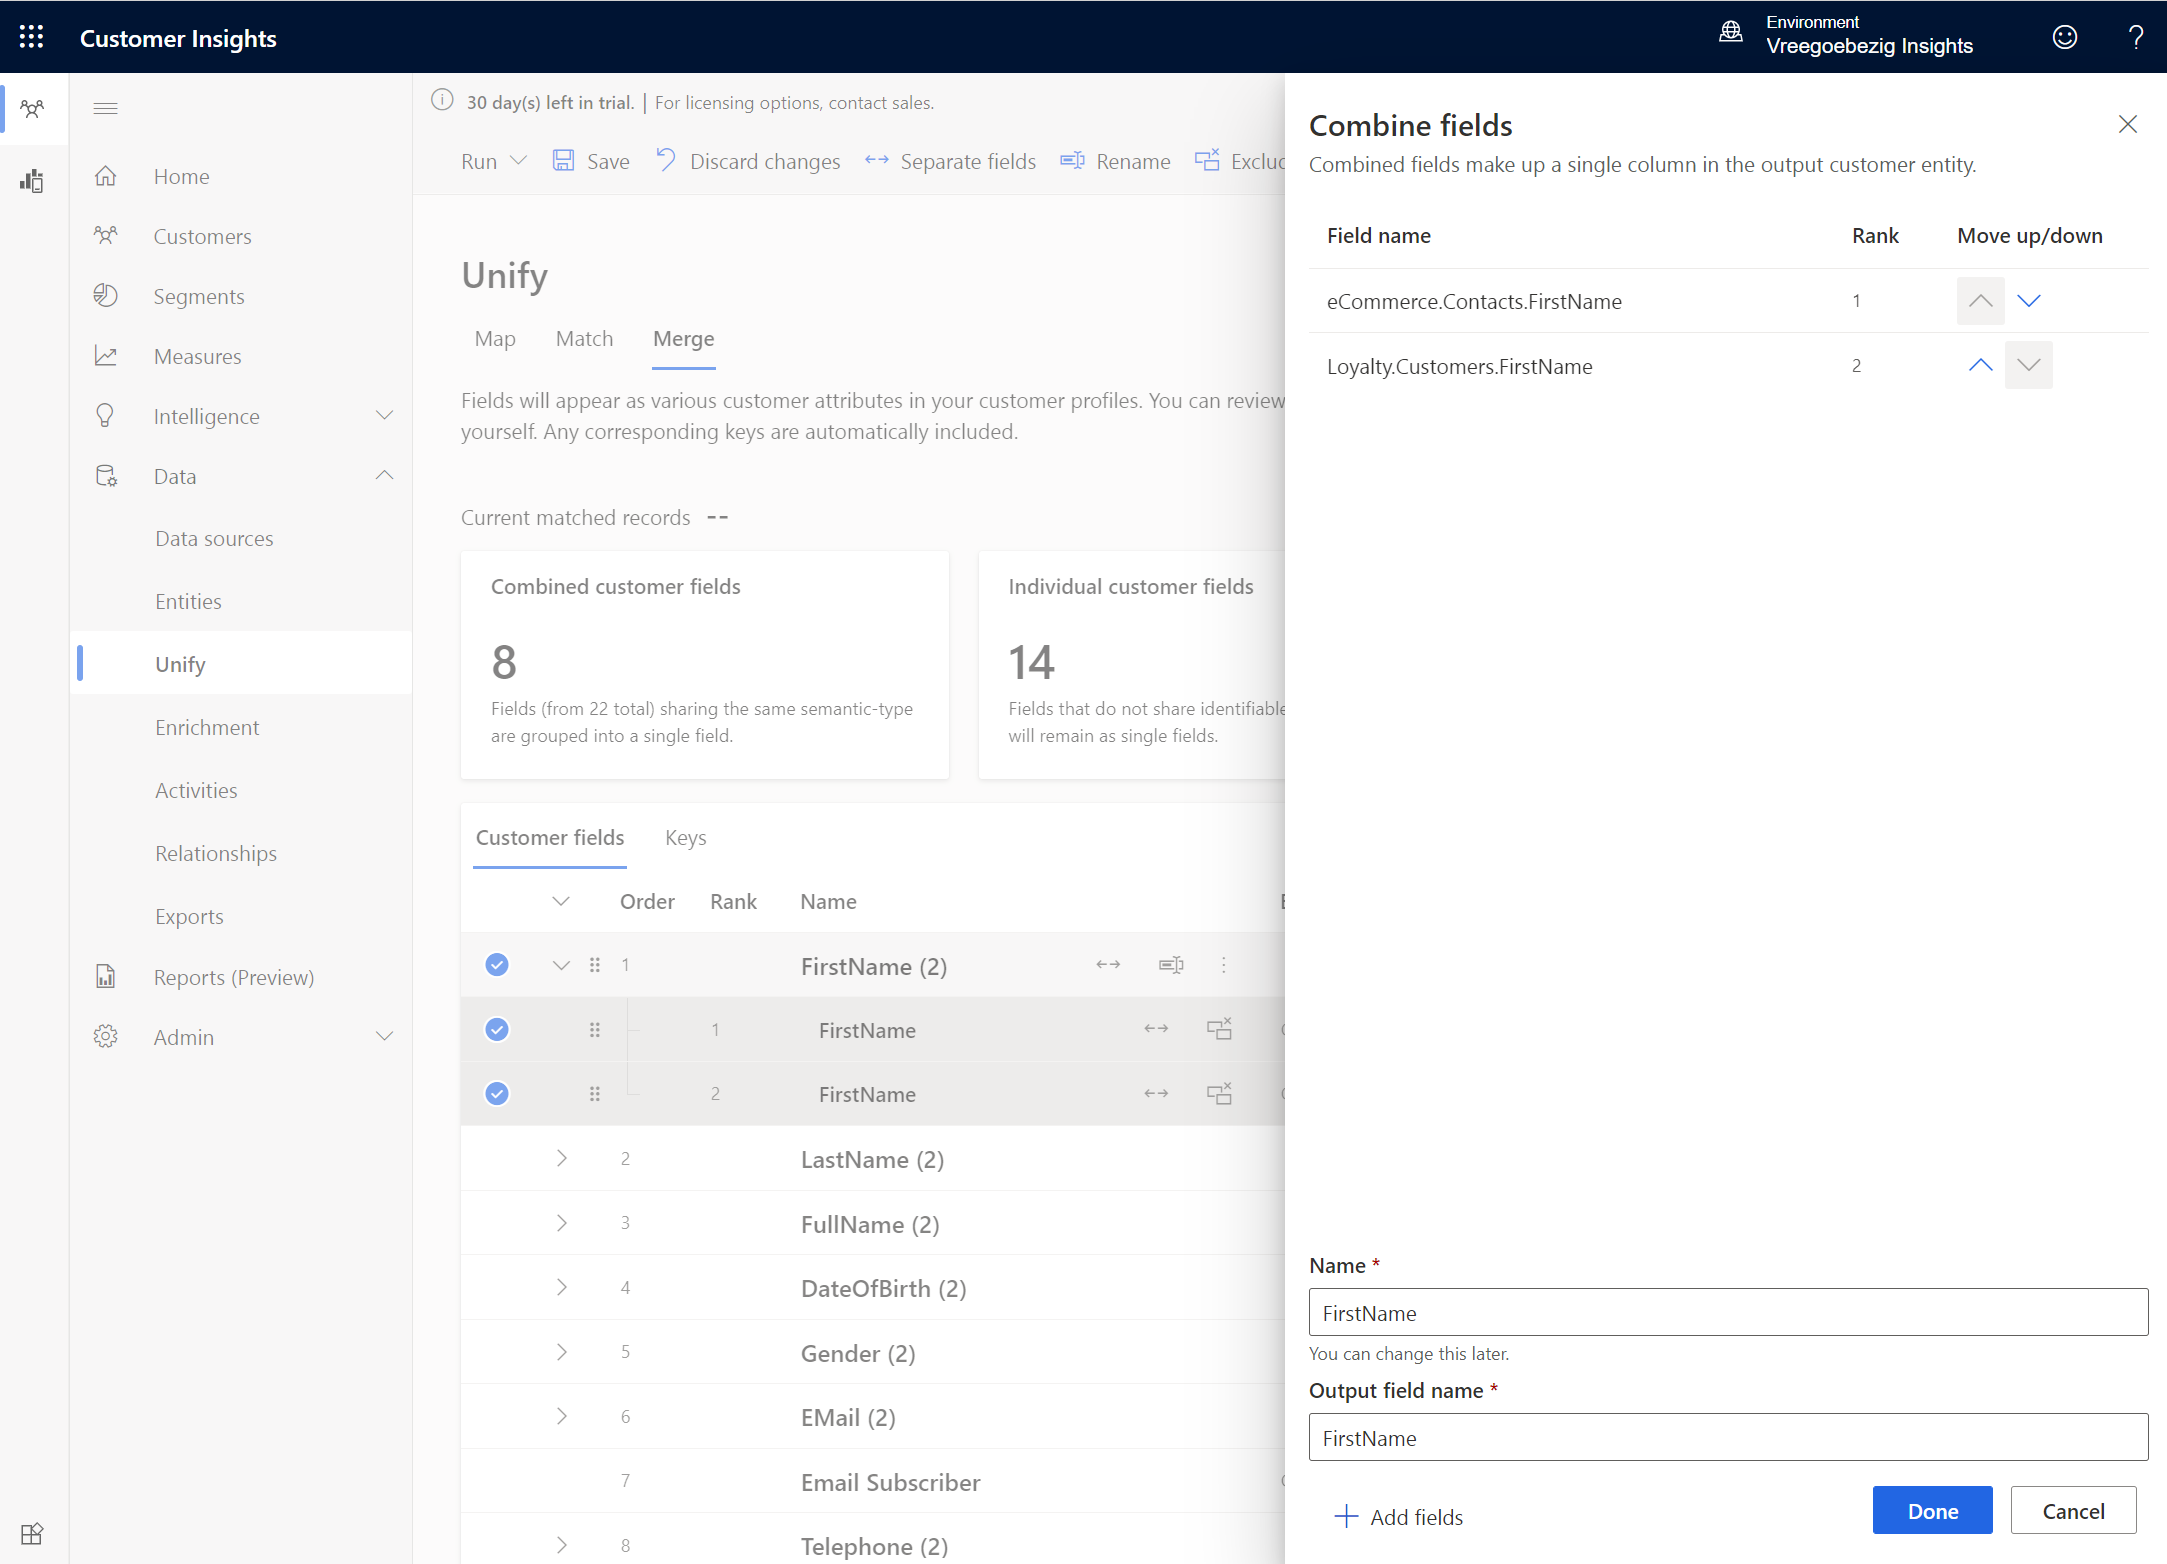 Customer Insights
Environment
Vreegoebezig Insights
?
30 day(s) left in trial. | For licensing options, contact sales.
Run
Save
Discard changes
Separate fields
Rename
Home
Customers
Segments
Measures
Intelligence
Data
Data sources
Entities
Unify
Enrichment
Activities
Relationships
Exports
Reports (Preview)
Admin
Unify
Map
Match
Merge
Fields will appear as various customer attributes in your customer profiles. You can review
yourself. Any corresponding keys are automatically included.
Current matched records --
Combined customer fields
8
Fields (from 22 total) sharing the same semantic-type
are grouped into a single field.
Individual customer fields
14
Fields that do not share identifiable
will remain as single fields.
Customer fields
Keys
Order Rank Name
1 FirstName (2)
1 FirstName
2 FirstName
2 LastName (2)
3 FullName (2)
4 DateOfBirth (2)
5 Gender (2)
6 EMail (2)
7 Email Subscriber
8 Telephone (2)
Combine fields
Combined fields make up a single column in the output customer entity.
Field name Rank Move up/down
eCommerce.Contacts.FirstName 1
Loyalty.Customers.FirstName 2
Name *
FirstName
You can change this later.
Output field name *
FirstName
Add fields
Done
Cancel